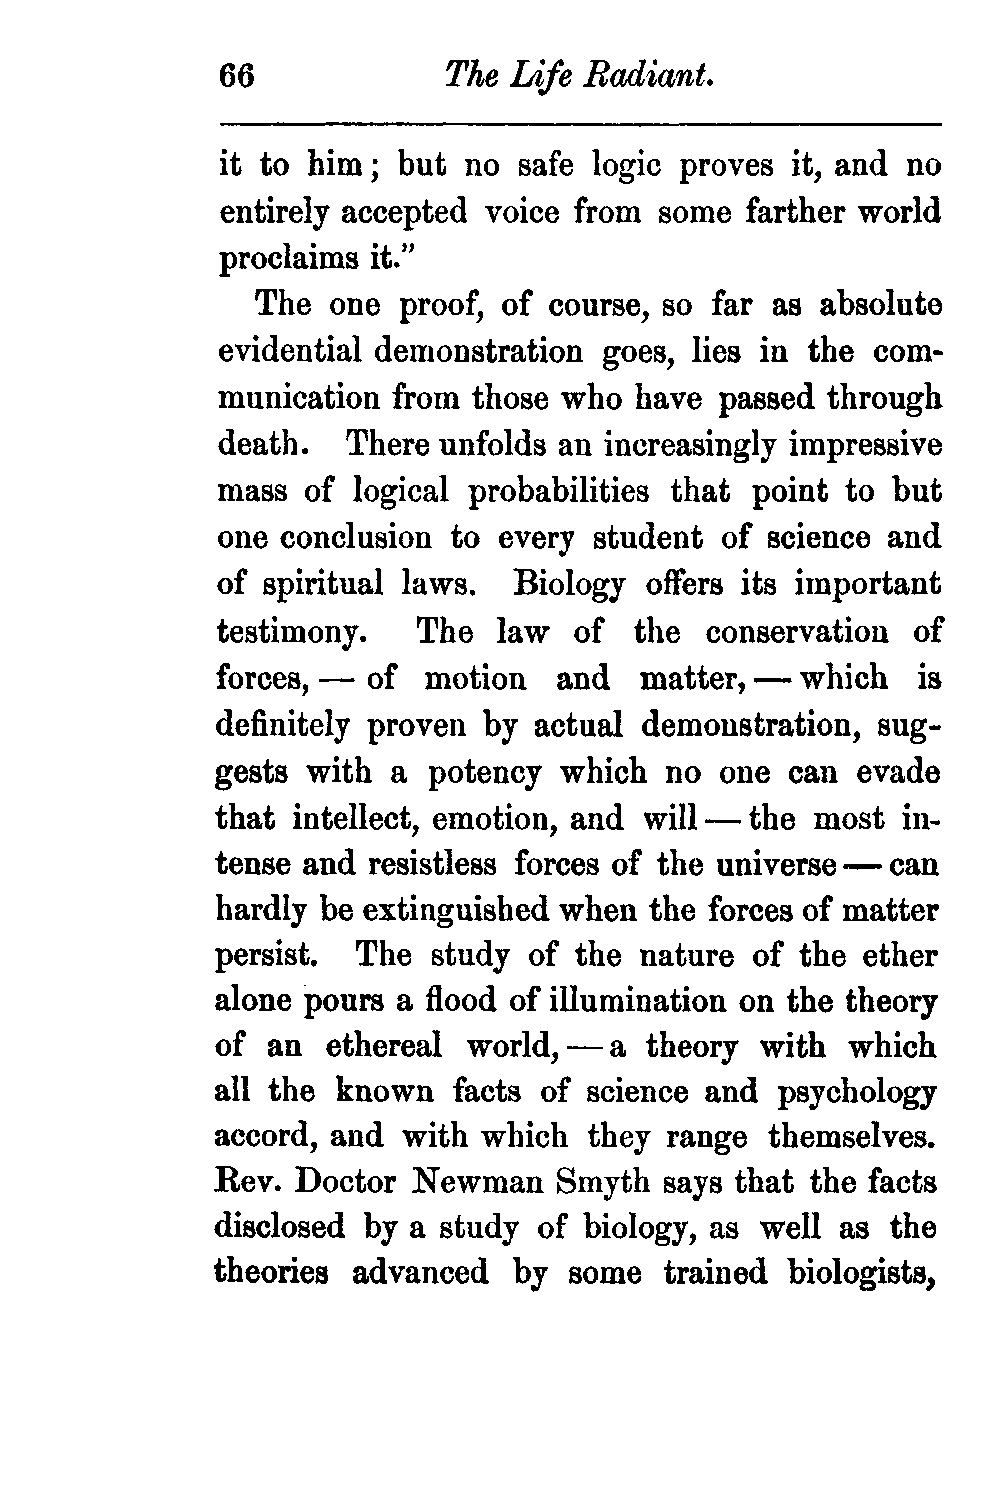 66 The Life Radiant.
it to him; but no safe logic proves it, and no
entirely accepted voice from some farther world
proclaims it.”
The one proof, of course, so far as absolute
evidential demonstration goes, lies in the com-
munication from those who have passed through
death. There unfolds an increasingly impressive
mass of logical probabilities that point to but
one conclusion to every student of science and
of spiritual laws. Biology offers its important
testimony. The law of the conservation of
forces, — of motion and matter, — which is
definitely proven by actual demonstration, sug-
gests with a potency which no one can evade
that intellect, emotion, and will — the most in-
tense and resistless forces of the universe — can
hardly be extinguished when the forces of matter
persist. The study of the nature of the ether
alone pours a flood of illumination on the theory
of an ethereal world, — a theory with which
all the known facts of science and psychology
accord, and with which they range themselves.
Rev. Doctor Newman Smyth says that the facts
disclosed by a study of biology, as well as the
theories advanced by some trained biologists,